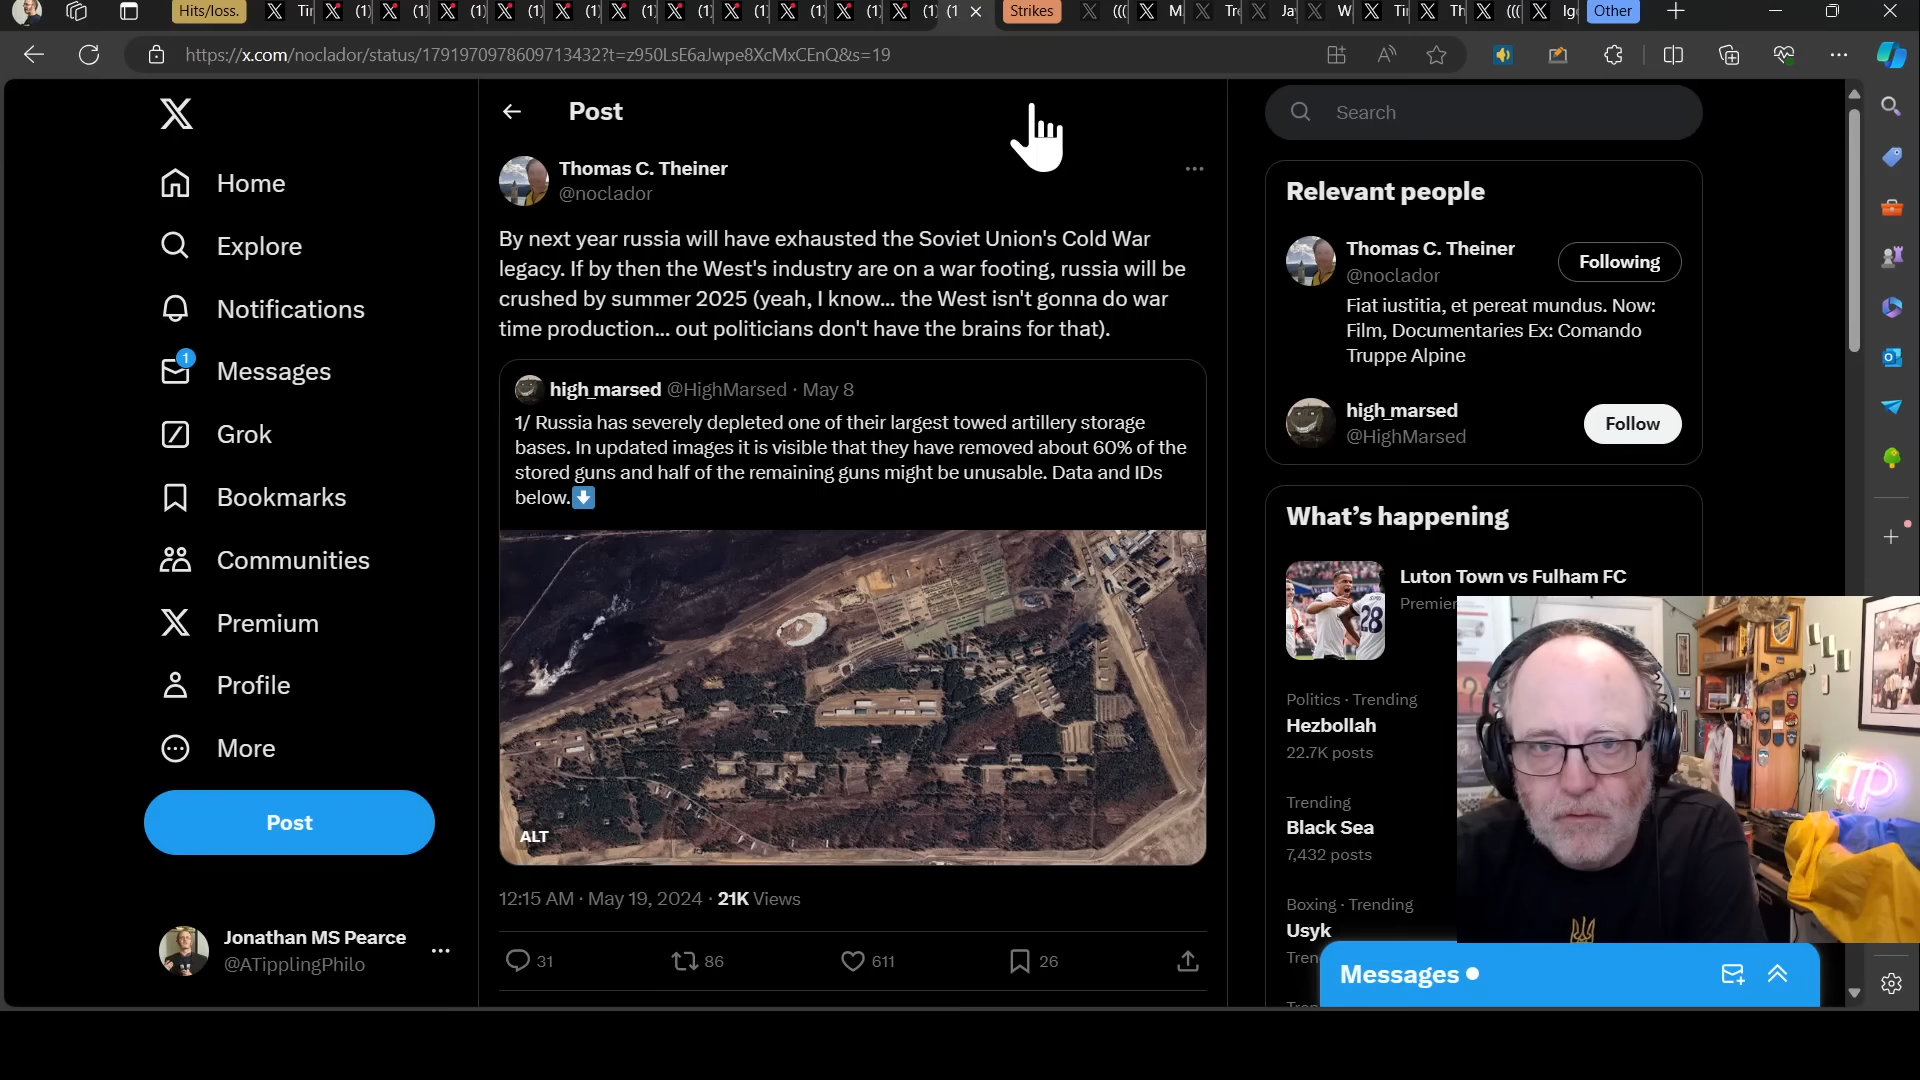 Hits/loss.
Strikes
Other
https://x.com/noclador/status/1791970978609713432?t=z950LsE6aJwpe8XcMxCEnQ&s=19
Post
Search
Home
Explore
Notifications
1
Messages
Grok
Bookmarks
Communities
Premium
Profile
More
Post
Jonathan MS Pearce
@ATipplingPhilo
Thomas C. Theiner
@noclador
By next year russia will have exhausted the Soviet Union's Cold War
legacy. If by then the West's industry are on a war footing, russia will be
crushed by summer 2025 (yeah, I know... the West isn't gonna do war
time production... out politicians don't have the brains for that).
high_marsed @HighMarsed · May 8
1/ Russia has severely depleted one of their largest towed artillery storage
bases. In updated images it is visible that they have removed about 60% of the
stored guns and half of the remaining guns might be unusable. Data and IDs
below.
ALT
12:15 AM · May 19, 2024 · 21K Views
31
86
611
26
Relevant people
Thomas C. Theiner
@noclador
Following
Fiat iustitia, et pereat mundus. Now:
Film, Documentaries Ex: Comando
Truppe Alpine
high_marsed
@HighMarsed
Follow
What's happening
Luton Town vs Fulham FC
Premier
28
Politics · Trending
Hezbollah
22.7K posts
Trending
Black Sea
7,432 posts
Boxing · Trending
Usyk
Tren
ATP
Messages